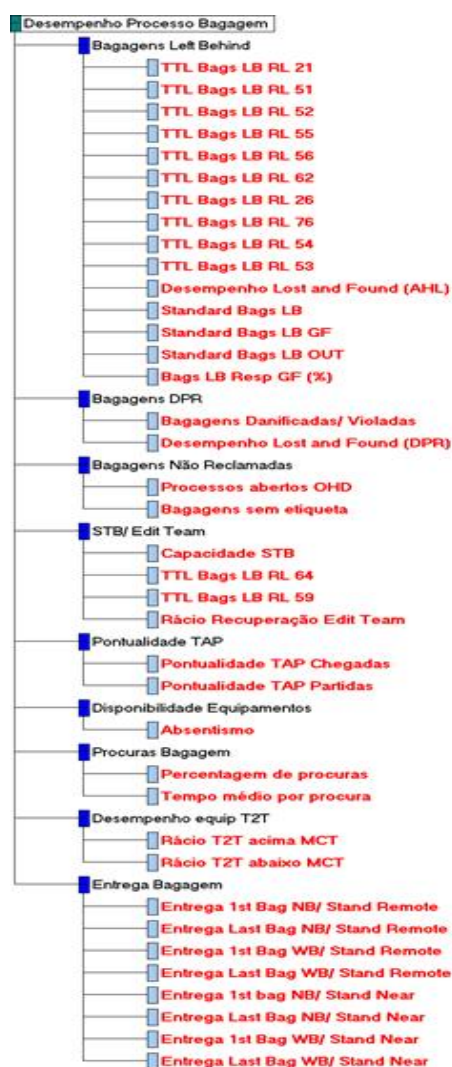 Desempenho Processo Bagagem
Bagagens Left Behind
TTL Bags LB RL 21
TTL Bags LB RL 51
TTL Bags LB RL 52
TTL Bags LB RL 55
TTL Bags LB RL 56
TTL Bags LB RL 62
TTL Bags LB RL 26
TTL Bags LB RL 76
TTL Bags LB RL 54
TTL Bags LB RL 53
Desempenho Lost and Found (AHL)
Standard Bags LB
Standard Bags LB GF
Standard Bags LB OUT
Bags LB Resp GF (%)
Bagagens DPR
Bagagens Danificadas/ Violadas
Desempenho Lost and Found (DPR)
Bagagens Não Reclamadas
Processos abertos OHD
Bagagens sem etiqueta
STB/ Edit Team
Capacidade STB
TTL Bags LB RL 64
TTL Bags LB RL 59
Rácio Recuperação Edit Team
Pontualidade TAP
Pontualidade TAP Chegadas
Pontualidade TAP Partidas
Disponibilidade Equipamentos
Absentismo
Procuras Bagagem
Percentagem de procuras
Tempo médio por procura
Desempenho equip T2T
Rácio T2T acima MCT
Rácio T2T abaixo MCT
Entrega Bagagem
Entrega 1st Bag NB/ Stand Remote
Entrega Last Bag NB/ Stand Remote
Entrega 1st Bag WB/ Stand Remote
Entrega Last Bag WB/ Stand Remote
Entrega 1st bag NB/ Stand Near
Entrega Last Bag NB/ Stand Near
Entrega 1st Bag WB/ Stand Near
Entrega Last Bag WB/ Stand Near